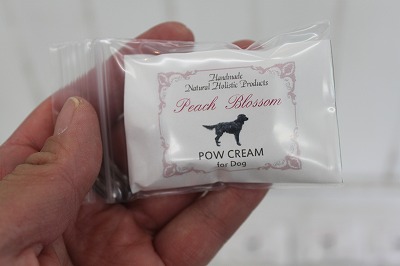 Handmade
Natural Holistic Products
Peach Blossom
POW CREAM
for Dog